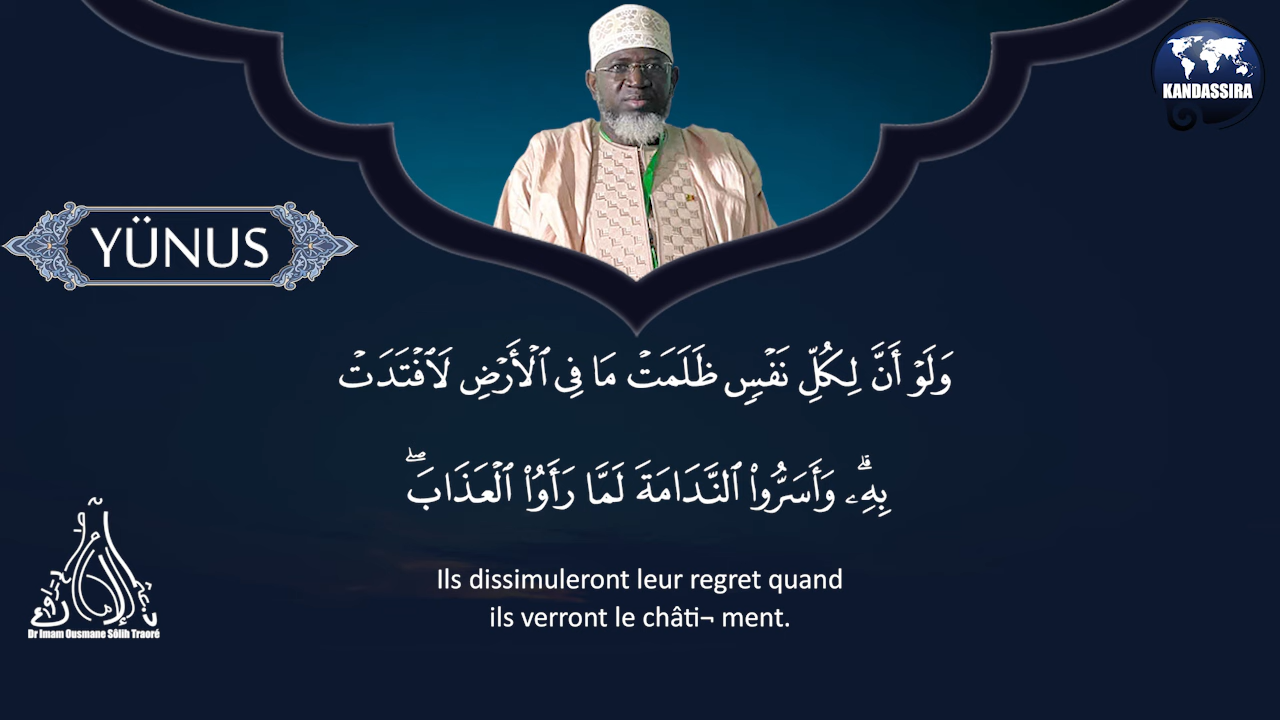 KANDASSIRA
YÜNUS
وَلَوۡ أَنَّ لِكُلِّ نَفۡسٖ ظَلَمَتۡ مَا فِي ٱلۡأَرۡضِ لَٱفۡتَدَتۡ
بِهِۦۗ وَأَسَرُّواْ ٱلنَّدَامَةَ لَمَّا رَأَوُاْ ٱلۡعَذَابَۖ
Ils dissimuleront leur regret quand
ils verront le châti¬ ment.
Dr Imam Ousmane Sôlih Traoré